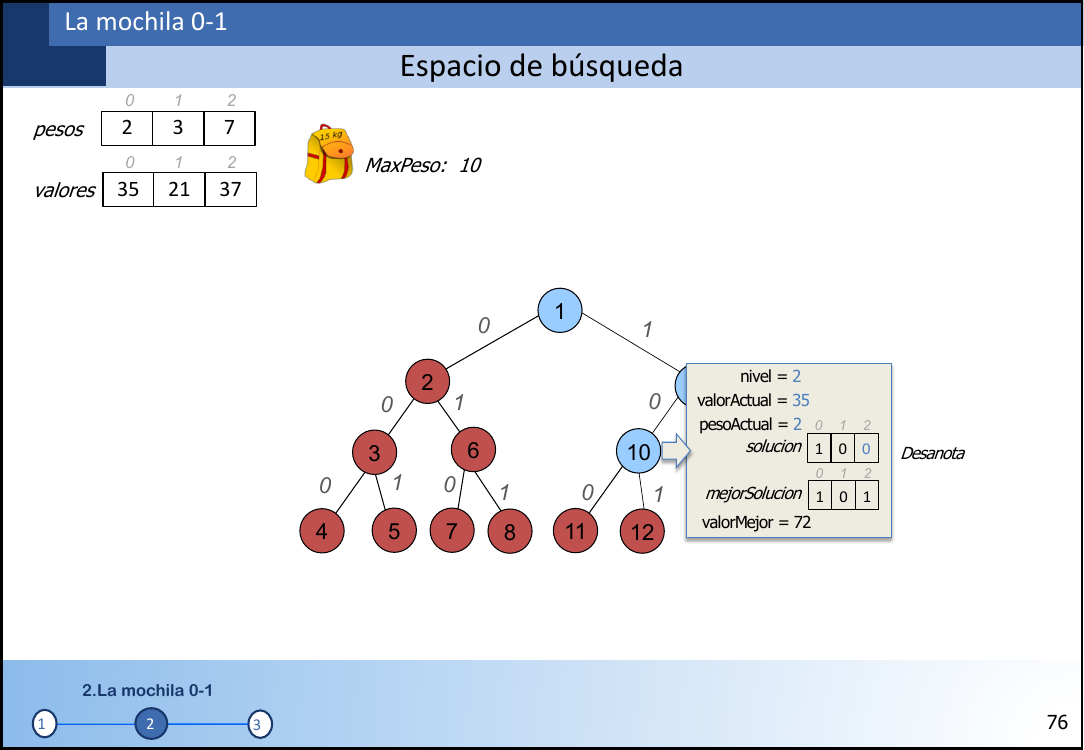 La mochila 0-1
Espacio de búsqueda
0 1 2
pesos 2 3 7
0 1 2
valores 35 21 37
15 kg
MaxPeso: 10
1
0 1
2
0 1 0
3 6 10
0 1 0 1 0 1
4 5 7 8 11 12
nivel = 2
valorActual = 35
pesoActual = 2 0 1 2
solucion 1 0 0
Desanota
0 1 2
mejorSolucion 1 0 1
valorMejor = 72
2.La mochila 0-1
1 2 3
76